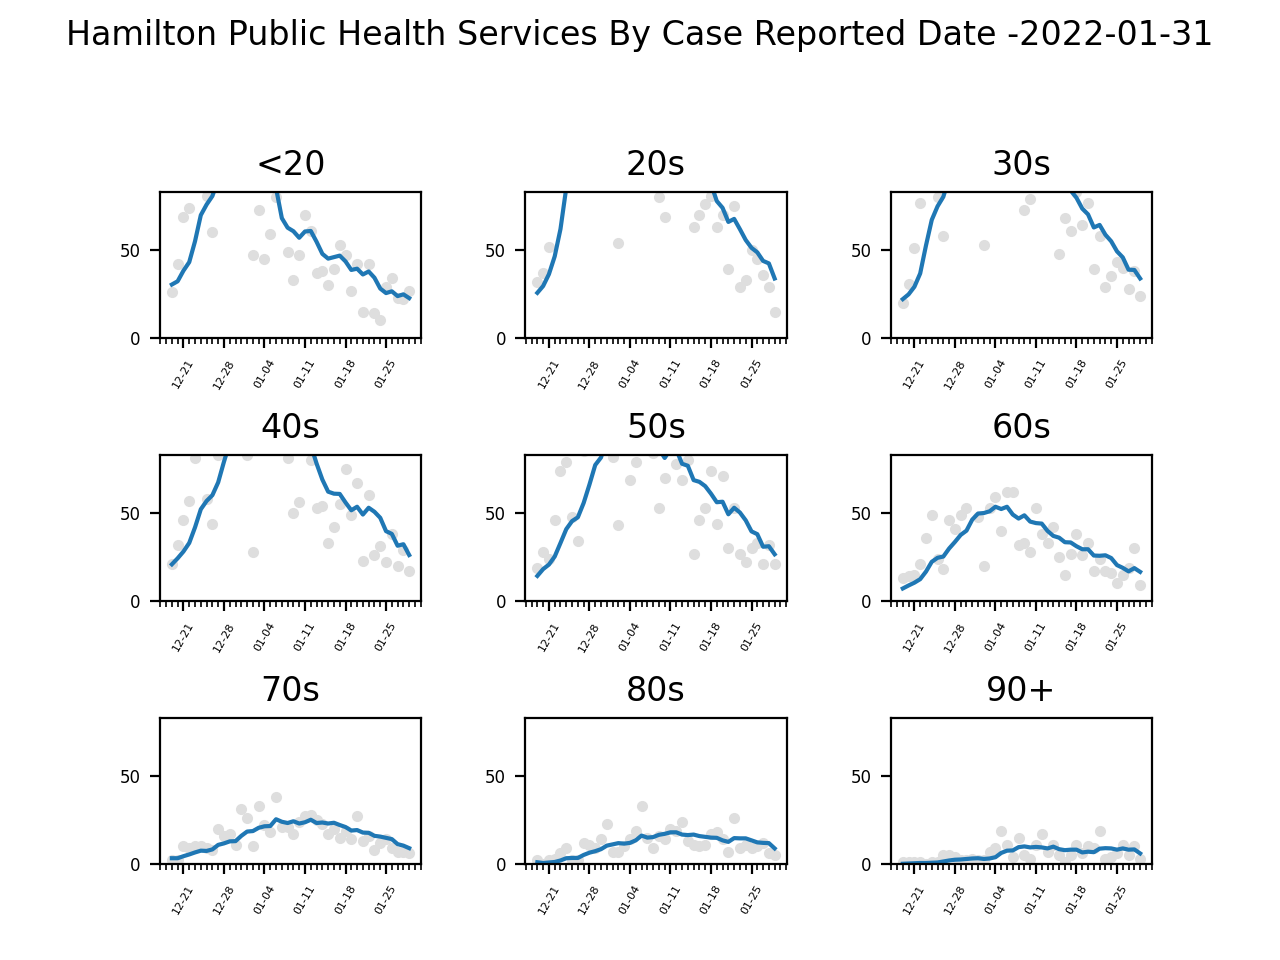 Hamilton Public Health Services By Case Reported Date -2022-01-31
<20 20s 30s
50 50 50
0 0 0
12-21 12-28 01-04 01-11 01-18 01-25 12-21 12-28 01-04 01-11 01-18 01-25 12-21 12-28 01-04 01-11 01-18 01-25
40s 50s 60s
50 50 50
0 0 0
12-21 12-28 01-04 01-11 01-18 01-25 12-21 12-28 01-04 01-11 01-18 01-25 12-21 12-28 01-04 01-11 01-18 01-25
70s 80s 90+
50 50 50
0 0 0
12-21 12-28 01-04 01-11 01-18 01-25 12-21 12-28 01-04 01-11 01-18 01-25 12-21 12-28 01-04 01-11 01-18 01-25